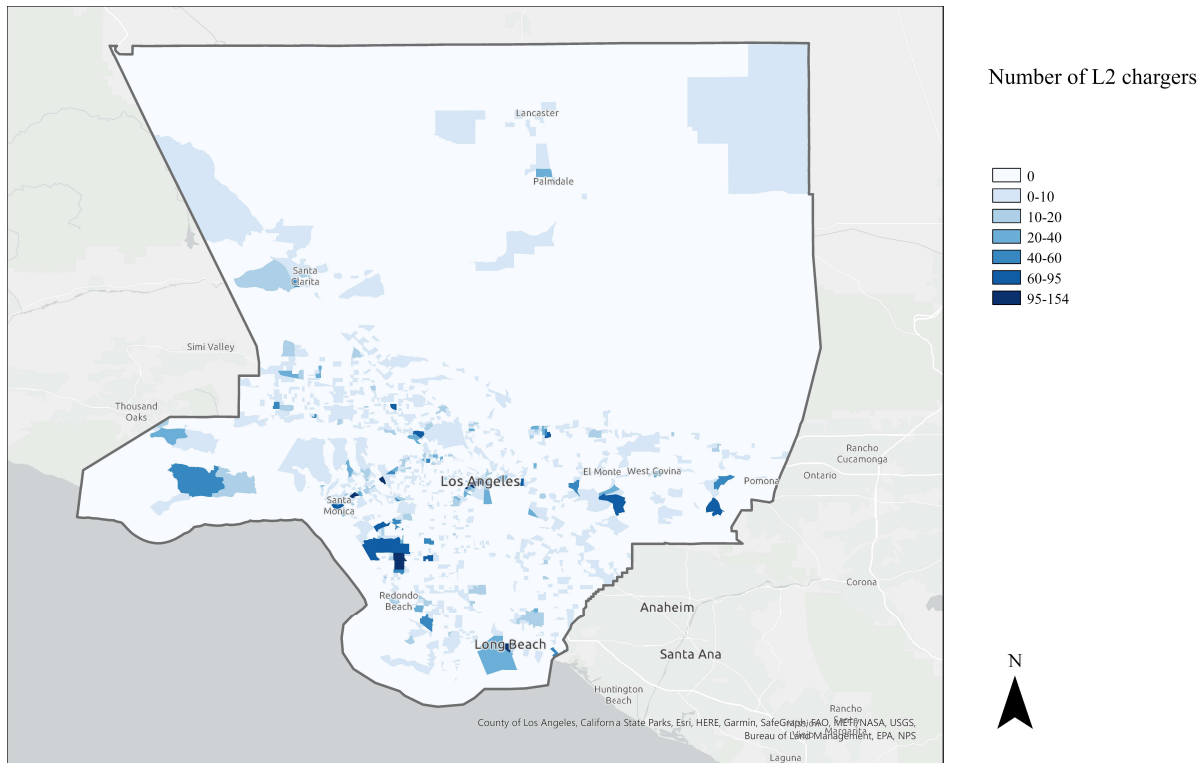 Number of L2 chargers
0
0-10
10-20
20-40
40-60
60-95
95-154
Lancaster
Palmdale
Santa
Clarita
Simi Valley
Thousand
Oaks
Rancho
Cucamonga
El Monte
West Covina
Pomona
Ontario
Los Angeles
Santa
Monica
Corona
Redondo
Beach
Anaheim
Long Beach
Santa Ana
Huntington
Beach
Rancho
Margarita
County of Los Angeles, California State Parks, Esri, HERE, Garmin, SafeGraph, FAO, METI/NASA, USGS,
Bureau of Land Management, EPA, NPS
Laguna
N